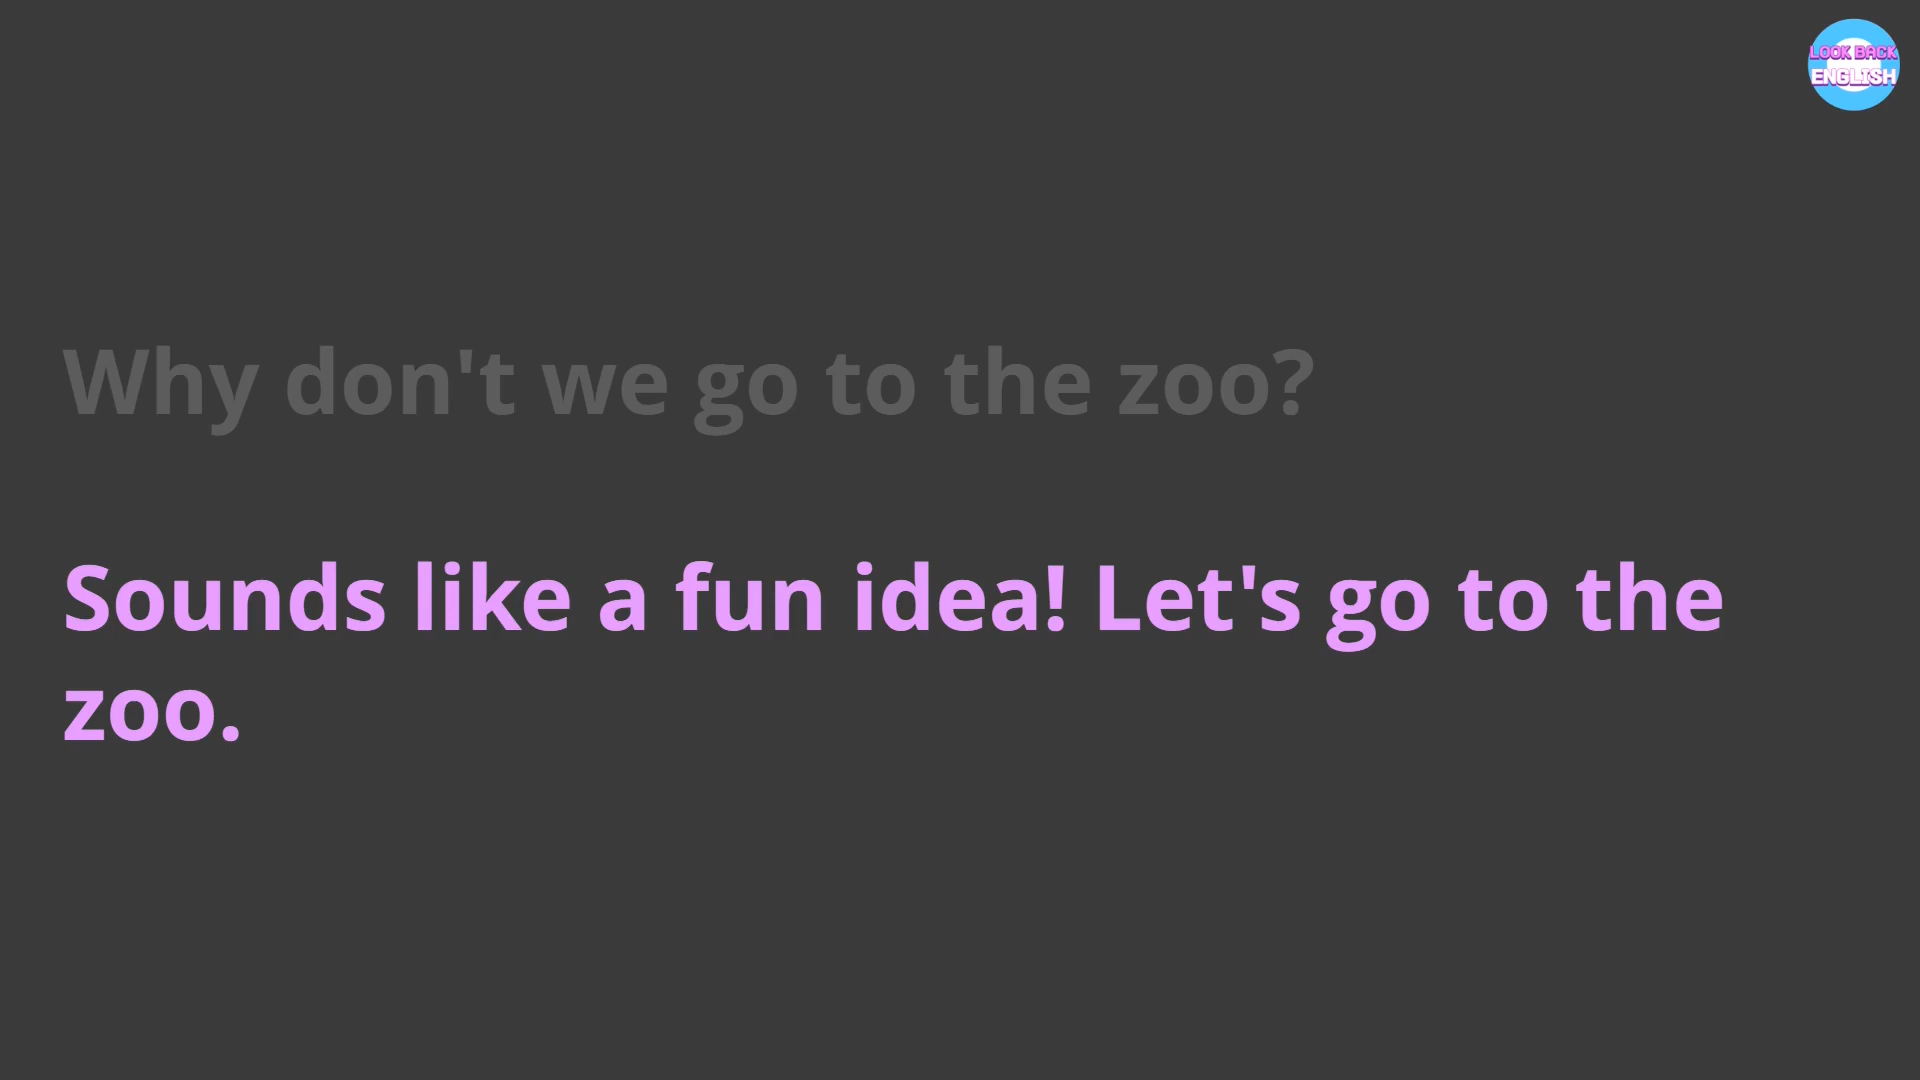 LOOK BACK
ENGLISH
Why don't we go to the zoo?
Sounds like a fun idea! Let's go to the
zoo.